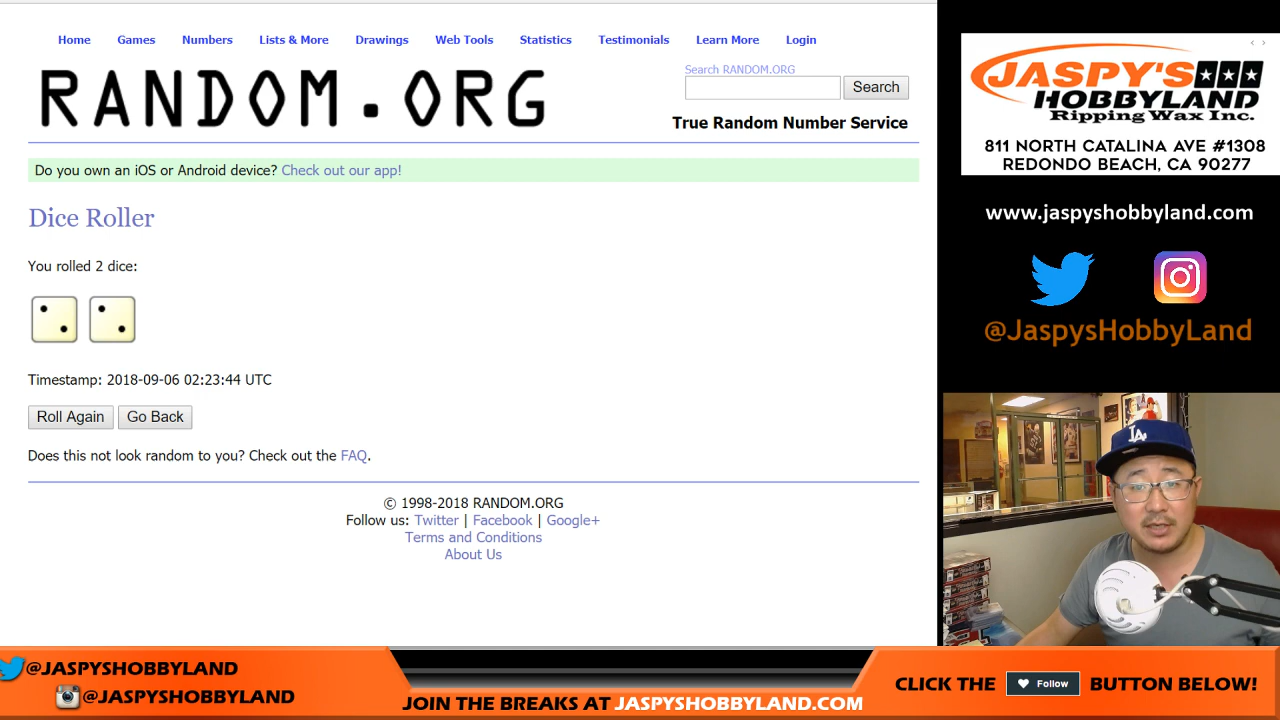 Home Games Numbers Lists & More Drawings Web Tools Statistics Testimonials Learn More Login
RANDOM.ORG
Search RANDOM.ORG
Search
True Random Number Service
Do you own an iOS or Android device? Check out our app!
Dice Roller
You rolled 2 dice:
Timestamp: 2018-09-06 02:23:44 UTC
Roll Again Go Back
Does this not look random to you? Check out the FAQ.
© 1998-2018 RANDOM.ORG
Follow us: Twitter | Facebook | Google+
Terms and Conditions
About Us
JASPY'S
HOBBYLAND
Ripping Wax Inc.
811 NORTH CATALINA AVE #1308
REDONDO BEACH, CA 90277
www.jaspyshobbyland.com
@JaspysHobbyLand
LA
@JASPYSHOBBYLAND
@JASPYSHOBBYLAND
JOIN THE BREAKS AT JASPYSHOBBYLAND.COM
CLICK THE Follow BUTTON BELOW!